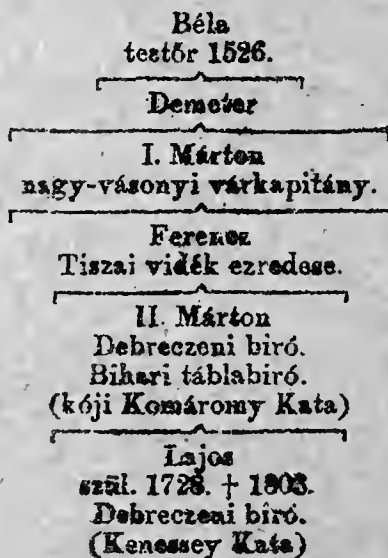 Béla
testőr 1526.
Demeter
I. Márton
nagy-vásonyi várkapitány.
Ferencz
Tiszai vidék ezredese.
II. Márton
Debreczeni biró.
Bihari táblabiró.
(kóji Komáromy Kata)
Lajos
szül. 1728. † 1803.
Debreczeni biró.
(Kenessey Kata)